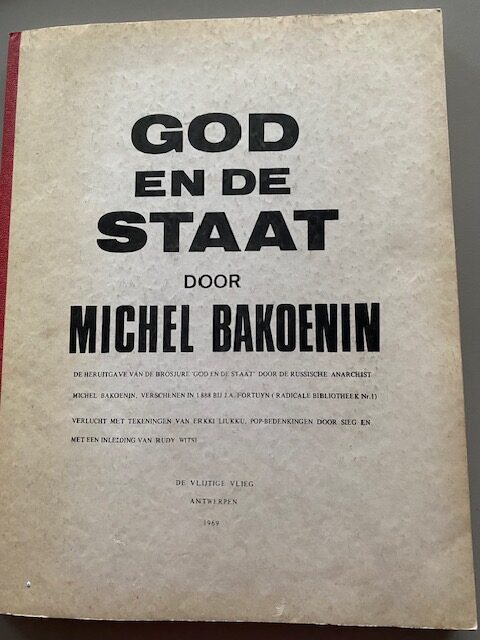 GOD
EN DE
STAAT
DOOR
MICHEL BAKOENIN
DE HERUITGAVE VAN DE BROSJURE 'GOD EN DE STAAT' DOOR DE RUSSISCHE ANARCHIST
MICHEL BAKOENJN, VERSCHENEN IN 1888 BIJ J.A. FORTUYN ( RADICALE BIBLIOTHEEK Nr.1)
VERLUCHT MET TEKENINGEN VAN ERKKI LIUKKU, POP-BEDENKINGEN DOOR SIEG EN
MET EEN INLEIDING VAN RUDY
DE VLIJTIGE VLIEG
ANTWERPEN
1969